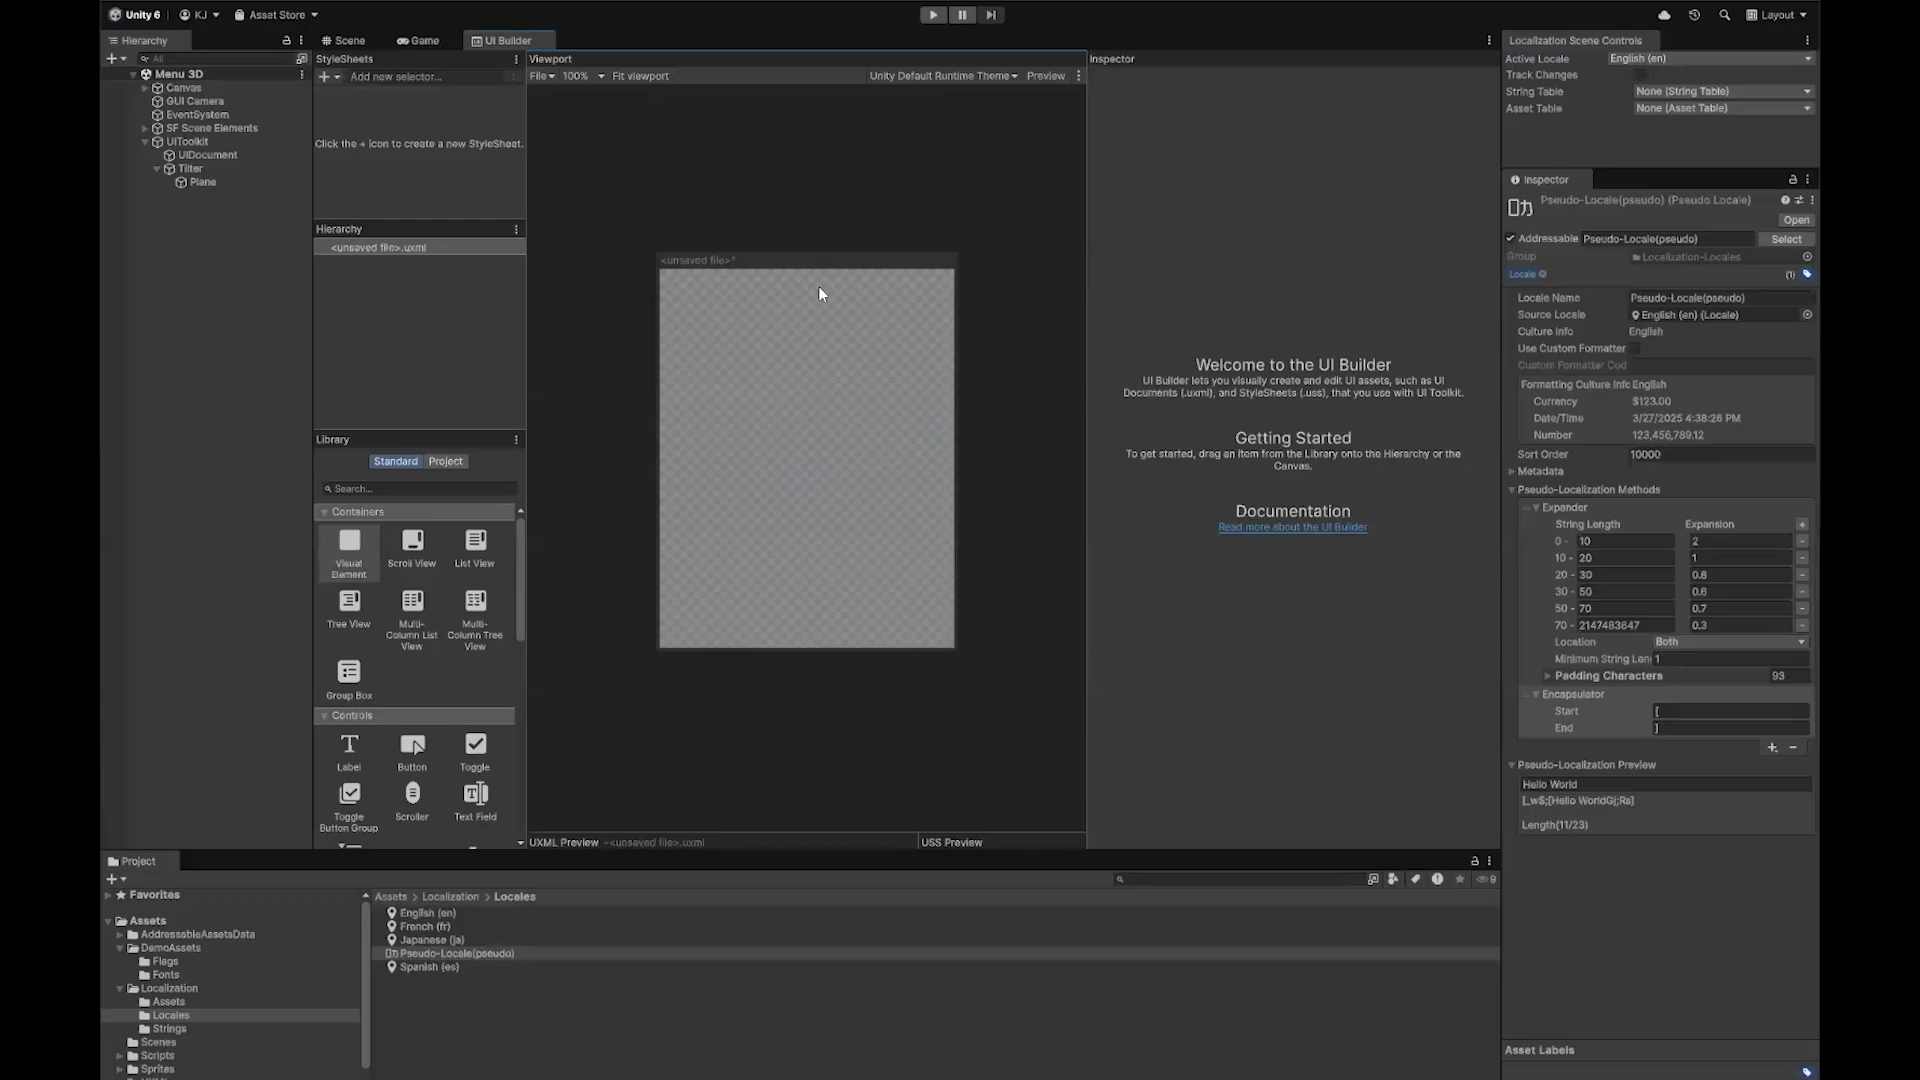 Unity 6 KJ Asset Store Layout
Hierarchy
All
Menu 3D
Canvas
GUI Camera
EventSystem
SF Scene Elements
UIToolkit
UIDocument
Tilter
Plane
Scene Game UI Builder
StyleSheets
Add new selector...
Click the + icon to create a new StyleSheet.
Hierarchy
<unsaved file>.uxml
Library
Standard Project
Search...
Containers
Visual Element
Scroll View
List View
Tree View
Multi-Column List View
Multi-Column Tree View
Group Box
Controls
Label
Button
Toggle
Toggle Button Group
Scroller
Text Field
Viewport
File 100% Fit viewport Unity Default Runtime Theme Preview
<unsaved file>*
UXML Preview - <unsaved file>.uxml USS Preview
Inspector
Welcome to the UI Builder
UI Builder lets you visually create and edit UI assets, such as UI
Documents (.uxml), and StyleSheets (.uss), that you use with UI Toolkit.
Getting Started
To get started, drag an item from the Library onto the Hierarchy or the
Canvas.
Documentation
Read more about the UI Builder
Localization Scene Controls
Active Locale English (en)
Track Changes
String Table None (String Table)
Asset Table None (Asset Table)
Inspector
Pseudo-Locale(pseudo) (Pseudo Locale)
Open
Addressable Pseudo-Locale(pseudo) Select
Group Localization-Locales
Locale (1)
Locale Name Pseudo-Locale(pseudo)
Source Locale English (en) (Locale)
Culture Info English
Use Custom Formatter
Custom Formatter Cod
Formatting Culture Info English
Currency $123.00
Date/Time 3/27/2025 4:38:26 PM
Number 123,456,789.12
Sort Order 10000
Metadata
Pseudo-Localization Methods
Expander
String Length Expansion
0 - 10 2
10 - 20 1
20 - 30 0.8
30 - 50 0.6
50 - 70 0.7
70 - 2147483647 0.3
Location Both
Minimum String Len 1
Padding Characters 93
Encapsulator
Start [
End ]
Pseudo-Localization Preview
Hello World
Length(11/23)
Asset Labels
Project
9
Favorites
Assets
AddressableAssetsData
DemoAssets
Flags
Fonts
Localization
Assets
Locales
Strings
Scenes
Scripts
Sprites
Assets > Localization > Locales
English (en)
French (fr)
Japanese (ja)
Pseudo-Locale(pseudo)
Spanish (es)